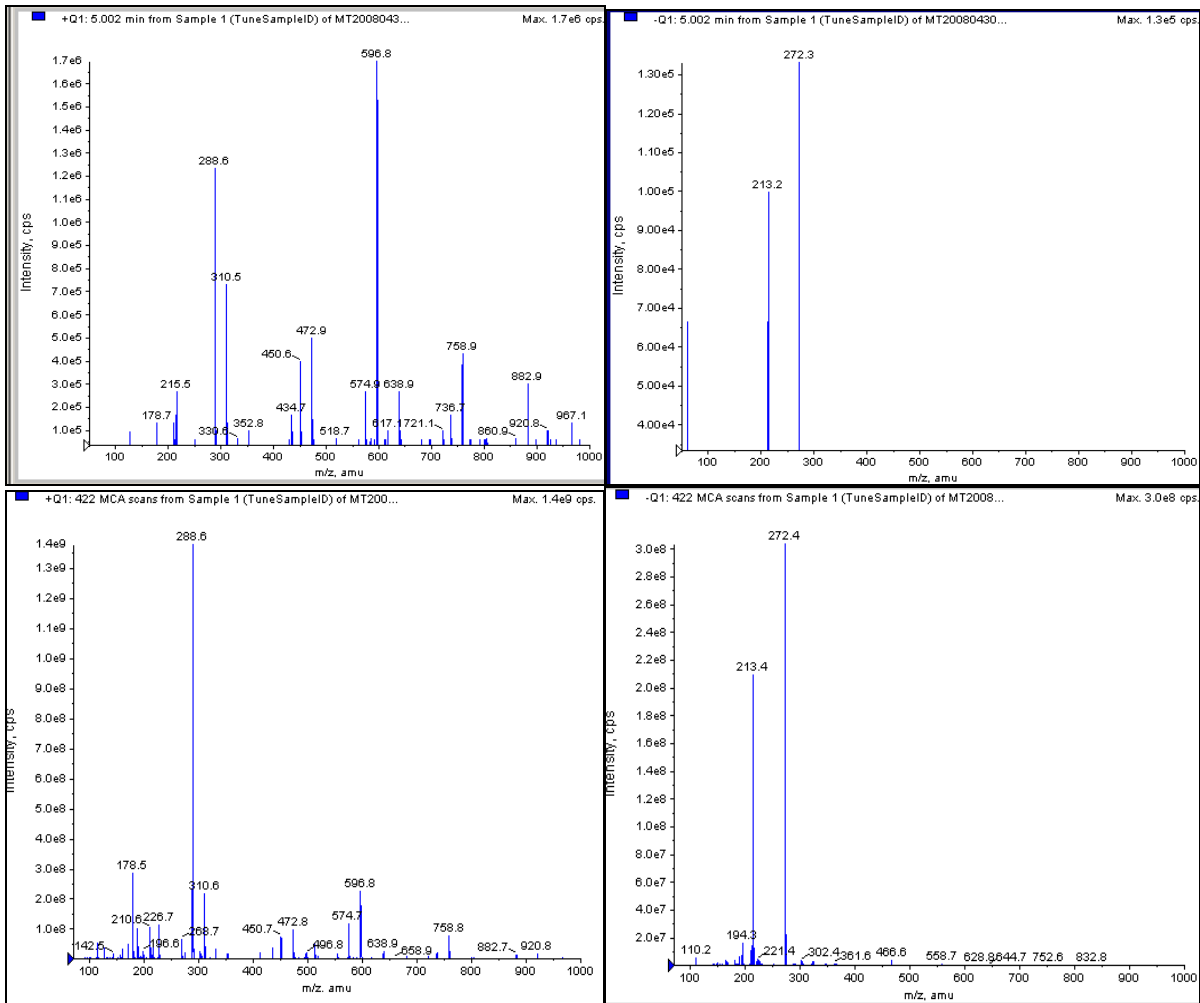 +Q1: 5.002 min from Sample 1 (TuneSampleID) of MT2008043... Max. 1.7e6 cps.
1.7e6
1.6e6
1.5e6
1.4e6
1.3e6
1.2e6
1.1e6
1.0e6
9.0e5
8.0e5
7.0e5
6.0e5
5.0e5
4.0e5
3.0e5
2.0e5
1.0e5
Intensity, cps
596.8
288.6
310.5
472.9
450.6
758.9
882.9
215.5
574.9 638.9
178.7
434.7
736.7
967.1
352.8
518.7
617.1 721.1
860.9
920.8
100 200 300 400 500 600 700 800 900 1000
m/z, amu
-Q1: 5.002 min from Sample 1 (TuneSampleID) of MT20080430... Max. 1.3e5 cps.
1.30e5
1.20e5
1.10e5
1.00e5
9.00e4
8.00e4
7.00e4
6.00e4
5.00e4
4.00e4
Intensity, cps
272.3
213.2
100 200 300 400 500 600 700 800 900 1000
m/z, amu
+Q1: 422 MCA scans from Sample 1 (TuneSampleID) of MT200... Max. 1.4e9 cps.
1.4e9
1.3e9
1.2e9
1.1e9
1.0e9
9.0e8
8.0e8
7.0e8
6.0e8
5.0e8
4.0e8
3.0e8
2.0e8
1.0e8
Intensity, cps
288.6
178.5
310.6
596.8
210.6 226.7
574.7
268.7
450.7 472.8
758.8
196.6
496.8
638.9
658.9
882.7 920.8
100 200 300 400 500 600 700 800 900 1000
m/z, amu
-Q1: 422 MCA scans from Sample 1 (TuneSampleID) of MT2008... Max. 3.0e8 cps.
3.0e8
2.8e8
2.6e8
2.4e8
2.2e8
2.0e8
1.8e8
1.6e8
1.4e8
1.2e8
1.0e8
8.0e7
6.0e7
4.0e7
2.0e7
Intensity, cps
272.4
213.4
194.3
110.2
221.4
302.4
361.6
466.6
558.7
628.8
644.7
752.6
832.8
100 200 300 400 500 600 700 800 900 1000
m/z, amu